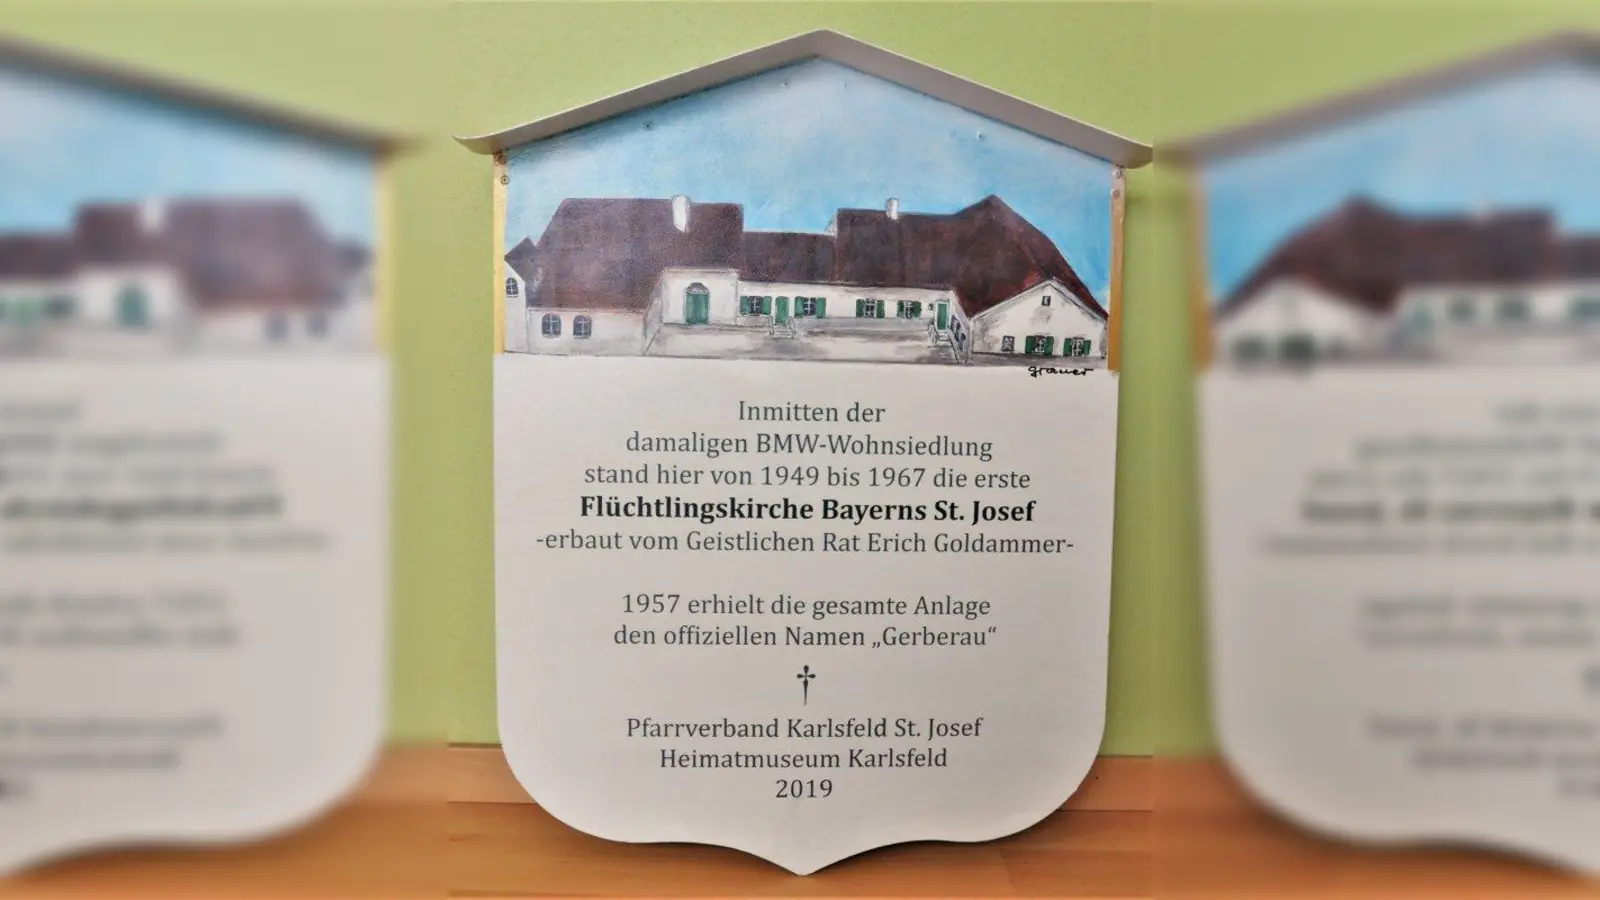 grauer
Inmitten der
damaligen BMW-Wohnsiedlung
stand hier von 1949 bis 1967 die erste
Flüchtlingskirche Bayerns St. Josef
-erbaut vom Geistlichen Rat Erich Goldammer-
1957 erhielt die gesamte Anlage
den offiziellen Namen „Gerberau“
Pfarrverband Karlsfeld St. Josef
Heimatmuseum Karlsfeld
2019